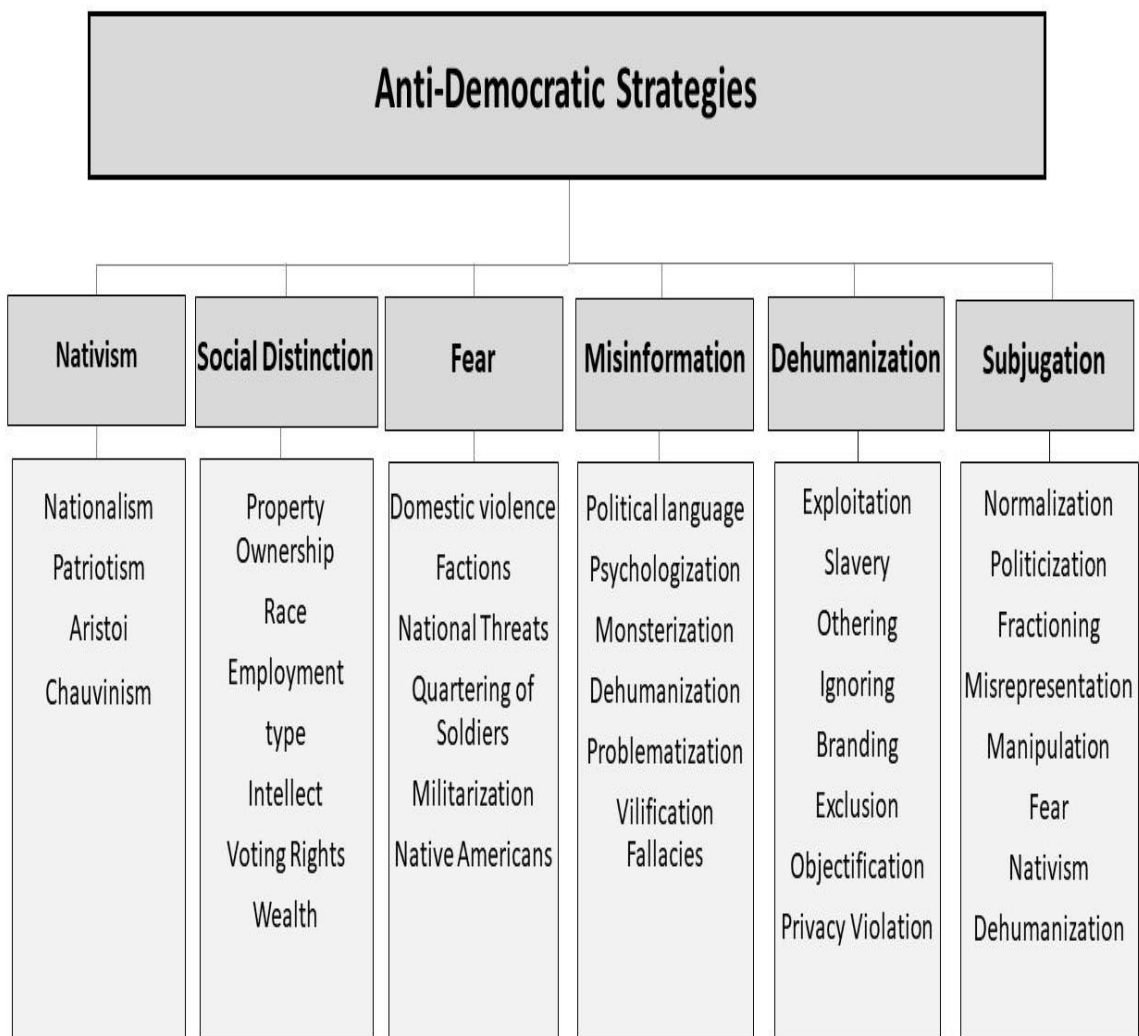 Anti-Democratic Strategies
Nativism
Nationalism
Patriotism
Aristoi
Chauvinism
Social Distinction
Property
Ownership
Race
Employment
type
Intellect
Voting Rights
Wealth
Fear
Domestic violence
Factions
National Threats
Quartering of
Soldiers
Militarization
Native Americans
Misinformation
Political language
Psychologization
Monsterization
Dehumanization
Problematization
Vilification
Fallacies
Dehumanization
Exploitation
Slavery
Othering
Ignoring
Branding
Exclusion
Objectification
Privacy Violation
Subjugation
Normalization
Politicization
Fractioning
Misrepresentation
Manipulation
Fear
Nativism
Dehumanization